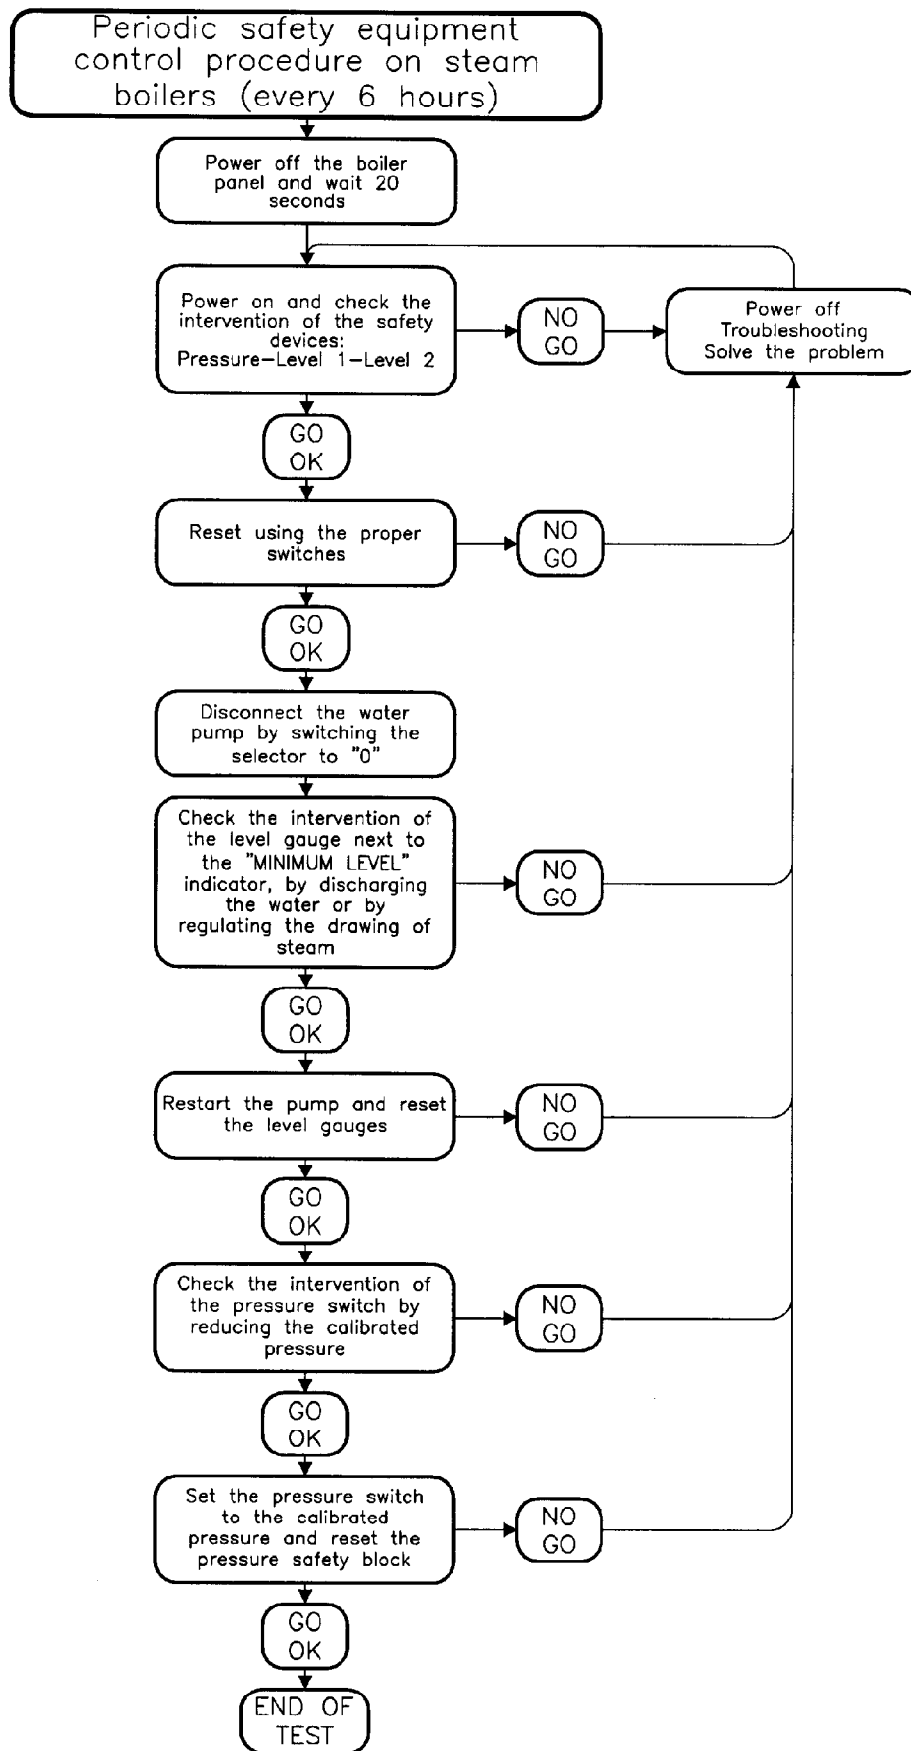 Periodic safety equipment
control procedure on steam
boilers (every 6 hours)
Power off the boiler
panel and wait 20
seconds
Power on and check the
intervention of the safety
devices:
Pressure-Level 1-Level 2
NO
GO
Power off
Troubleshooting
Solve the problem
GO
OK
Reset using the proper
switches
NO
GO
GO
OK
Disconnect the water
pump by switching the
selector to "0"
Check the intervention of
the level gauge next to
the "MINIMUM LEVEL"
indicator, by discharging
the water or by
regulating the drawing of
steam
NO
GO
GO
OK
Restart the pump and reset
the level gauges
NO
GO
GO
OK
Check the intervention of
the pressure switch by
reducing the calibrated
pressure
NO
GO
GO
OK
Set the pressure switch
to the calibrated
pressure and reset the
pressure safety block
NO
GO
GO
OK
END OF
TEST